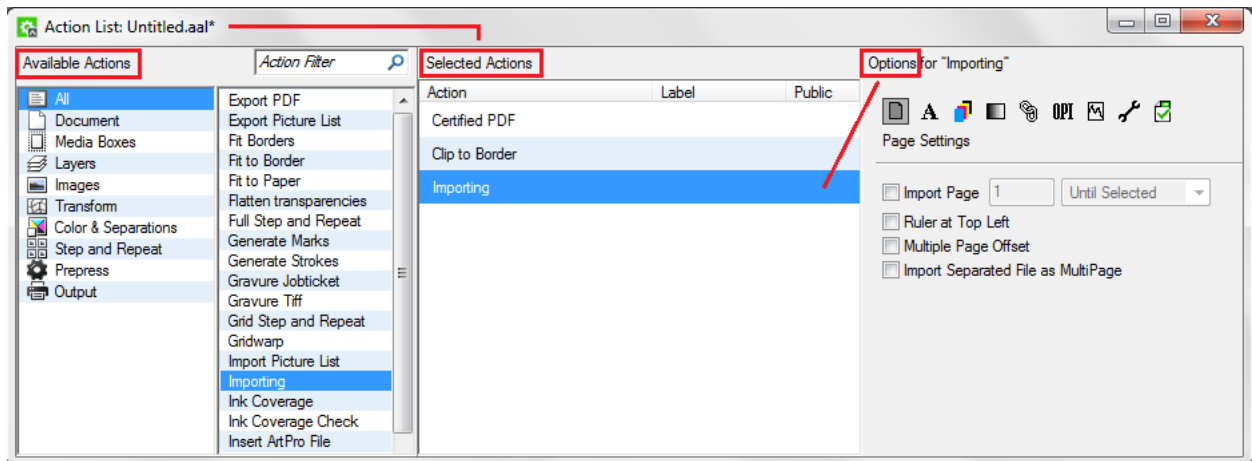 Action List: Untitled.aal*
Available Actions
Action Filter
All
Document
Media Boxes
Layers
Images
Transform
Color & Separations
Step and Repeat
Prepress
Output
Export PDF
Export Picture List
Fit Borders
Fit to Border
Fit to Paper
Flatten transparencies
Full Step and Repeat
Generate Marks
Generate Strokes
Gravure Jobticket
Gravure Tiff
Grid Step and Repeat
Gridwarp
Import Picture List
Importing
Ink Coverage
Ink Coverage Check
Insert ArtPro File
Selected Actions
Action Label Public
Certified PDF
Clip to Border
Importing
Options for "Importing"
A OPI
Page Settings
Import Page 1 Until Selected
Ruler at Top Left
Multiple Page Offset
Import Separated File as MultiPage